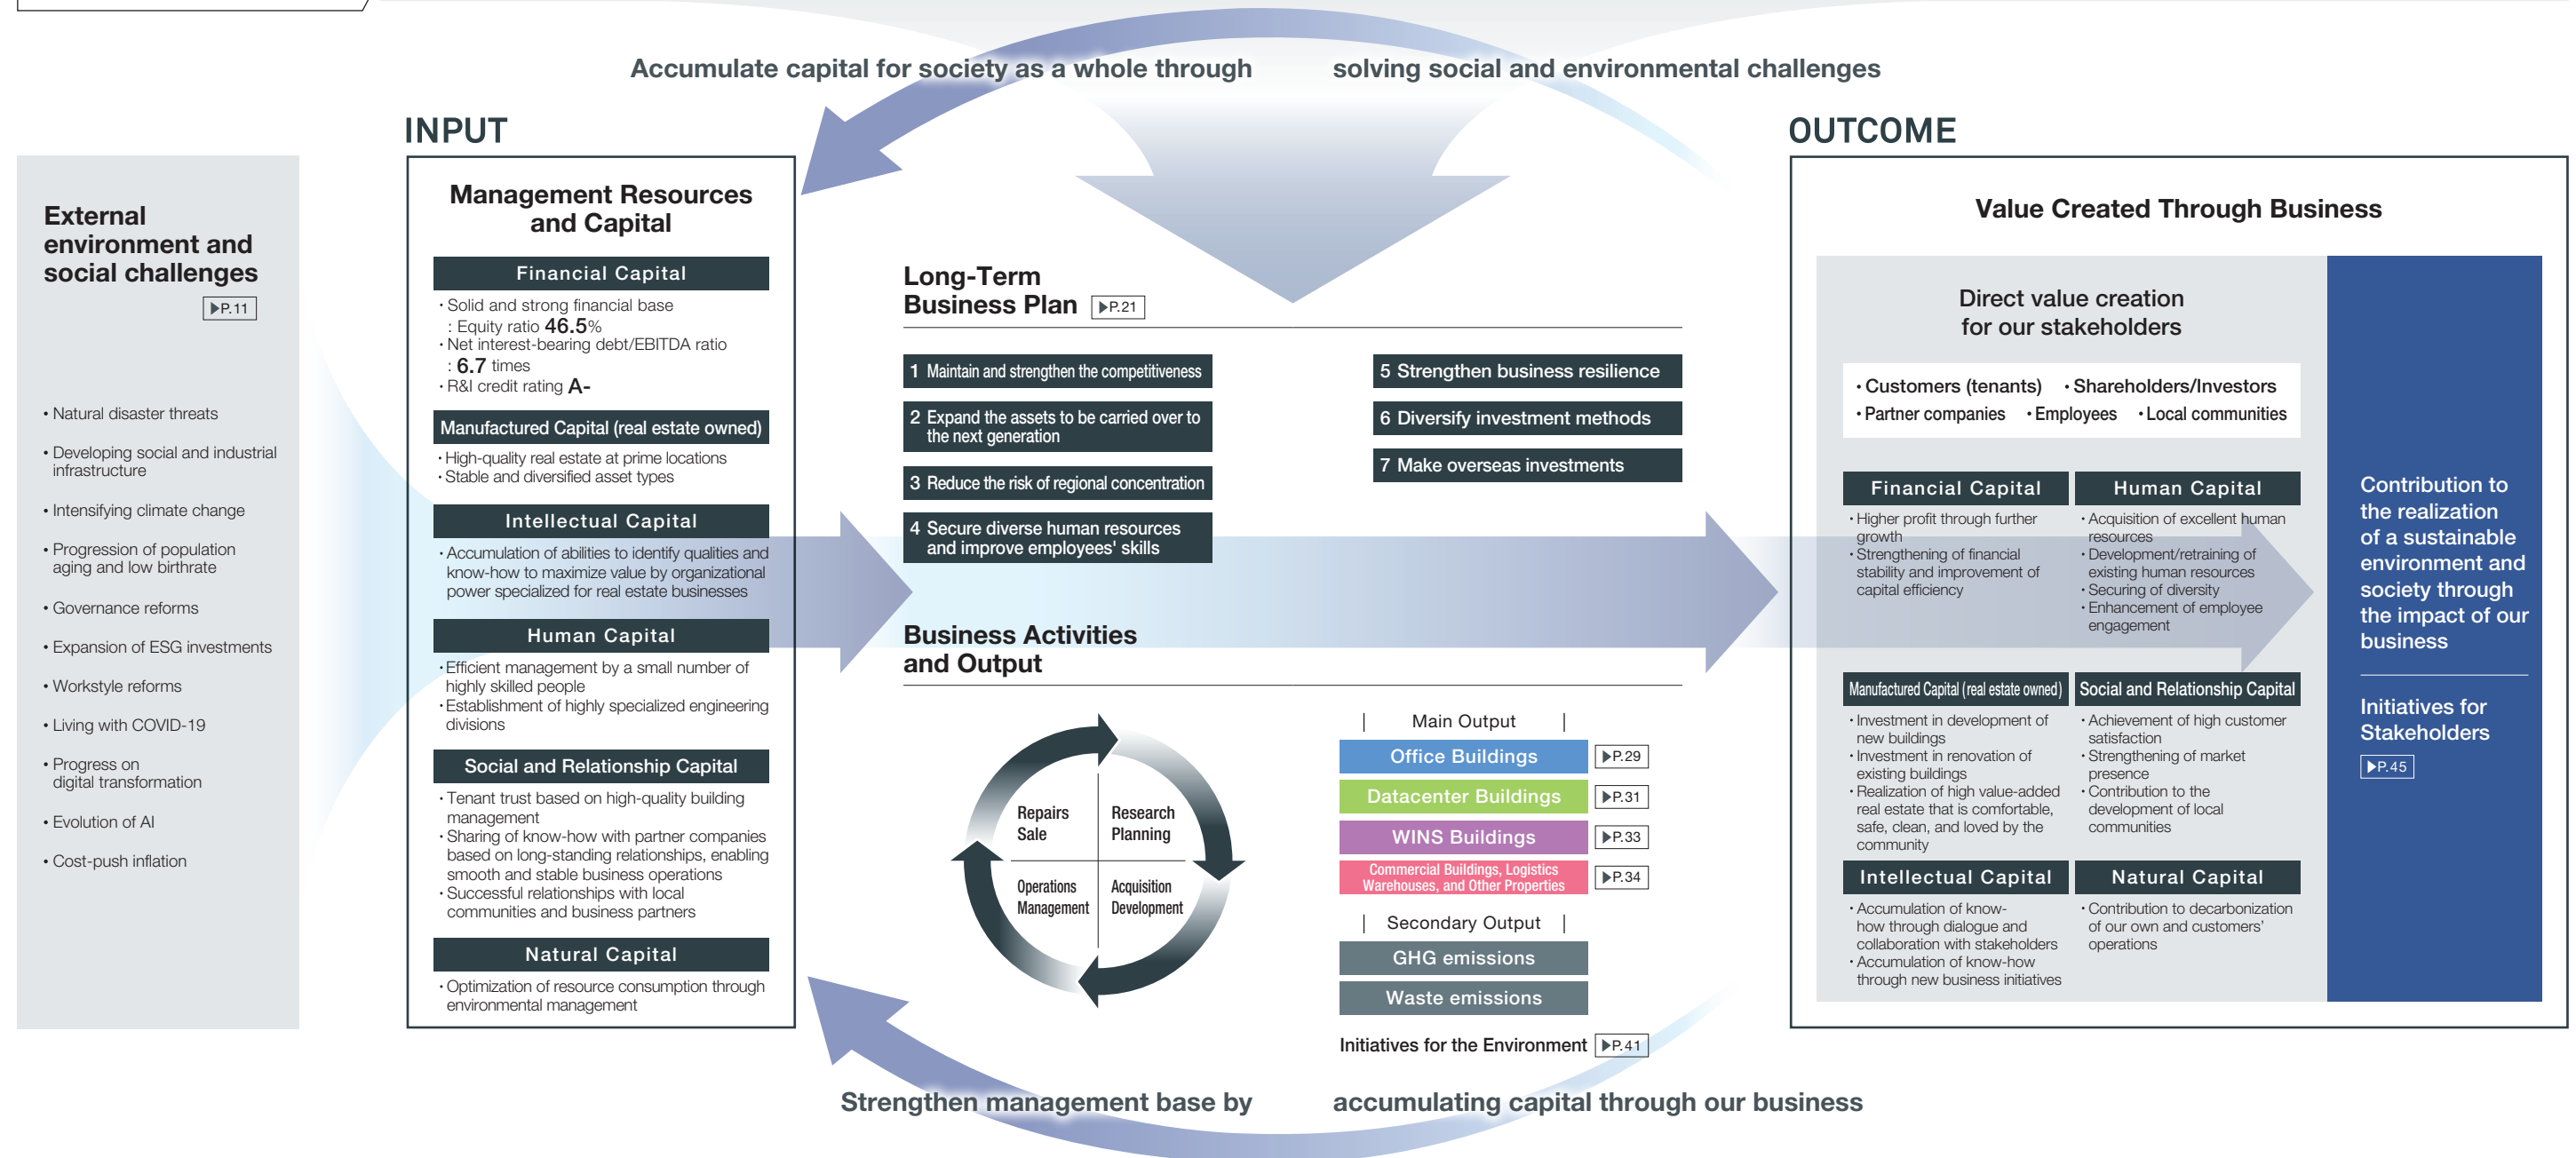 Accumulate capital for society as a whole through
solving social and environmental challenges
External
environment and
social challenges
▶P.11
• Natural disaster threats
• Developing social and industrial
infrastructure
• Intensifying climate change
• Progression of population
aging and low birthrate
• Governance reforms
• Expansion of ESG investments
• Workstyle reforms
• Living with COVID-19
• Progress on
digital transformation
• Evolution of AI
• Cost-push inflation
INPUT
Management Resources
and Capital
Financial Capital
・Solid and strong financial base
: Equity ratio 46.5%
・Net interest-bearing debt/EBITDA ratio
: 6.7 times
・R&I credit rating A-
Manufactured Capital (real estate owned)
・High-quality real estate at prime locations
・Stable and diversified asset types
Intellectual Capital
・Accumulation of abilities to identify qualities and
know-how to maximize value by organizational
power specialized for real estate businesses
Human Capital
・Efficient management by a small number of
highly skilled people
・Establishment of highly specialized engineering
divisions
Social and Relationship Capital
・Tenant trust based on high-quality building
management
・Sharing of know-how with partner companies
based on long-standing relationships, enabling
smooth and stable business operations
・Successful relationships with local
communities and business partners
Natural Capital
・Optimization of resource consumption through
environmental management
Long-Term
Business Plan ▶P.21
1 Maintain and strengthen the competitiveness
2 Expand the assets to be carried over to
the next generation
3 Reduce the risk of regional concentration
4 Secure diverse human resources
and improve employees' skills
5 Strengthen business resilience
6 Diversify investment methods
7 Make overseas investments
Business Activities
and Output
Repairs
Sale
Research
Planning
Operations
Management
Acquisition
Development
Main Output
Office Buildings ▶P.29
Datacenter Buildings ▶P.31
WINS Buildings ▶P.33
Commercial Buildings, Logistics
Warehouses, and Other Properties ▶P.34
Secondary Output
GHG emissions
Waste emissions
Initiatives for the Environment ▶P.41
OUTCOME
Value Created Through Business
Direct value creation
for our stakeholders
・Customers (tenants) ・Shareholders/Investors
・Partner companies ・Employees ・Local communities
Financial Capital
・Higher profit through further
growth
・Strengthening of financial
stability and improvement of
capital efficiency
Human Capital
・Acquisition of excellent human
resources
・Development/retraining of
existing human resources
・Securing of diversity
・Enhancement of employee
engagement
Manufactured Capital (real estate owned)
・Investment in development of
new buildings
・Investment in renovation of
existing buildings
・Realization of high value-added
real estate that is comfortable,
safe, clean, and loved by the
community
Social and Relationship Capital
・Achievement of high customer
satisfaction
・Strengthening of market
presence
・Contribution to the
development of local
communities
Intellectual Capital
・Accumulation of know-
how through dialogue and
collaboration with stakeholders
・Accumulation of know-how
through new business initiatives
Natural Capital
・Contribution to decarbonization
of our own and customers'
operations
Contribution to
the realization
of a sustainable
environment and
society through
the impact of our
business
Initiatives for
Stakeholders
▶P.45
Strengthen management base by
accumulating capital through our business